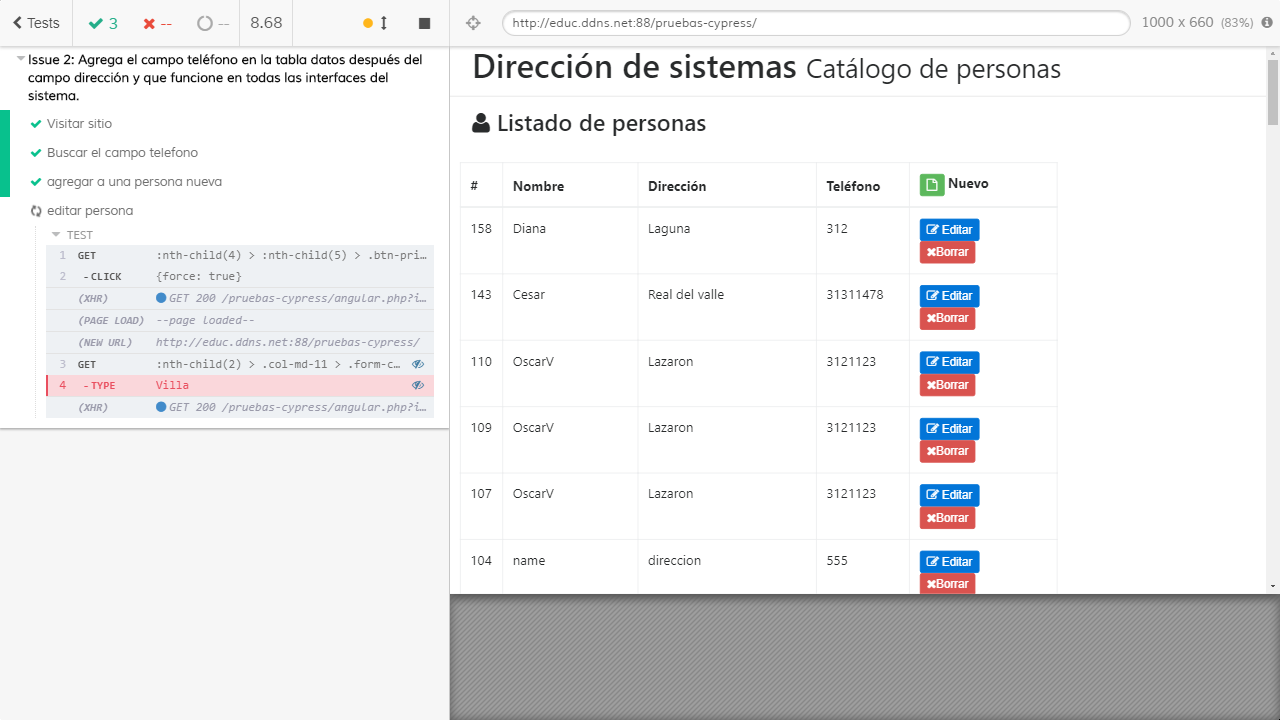 Tests
3
--
--
8.68
http://educ.ddns.net:88/pruebas-cypress/
1000 x 660 (83%)
Issue 2: Agrega el campo teléfono en la tabla datos después del
campo dirección y que funcione en todas las interfaces del
sistema.
Visitar sitio
Buscar el campo telefono
agregar a una persona nueva
editar persona
TEST
1 GET :nth-child(4) > :nth-child(5) > .btn-pri…
2 -CLICK {force: true}
(XHR) GET 200 /pruebas-cypress/angular.php?i…
(PAGE LOAD) --page loaded--
(NEW URL) http://educ.ddns.net:88/pruebas-cypress/
3 GET :nth-child(2) > .col-md-11 > .form-c…
4 -TYPE Villa
(XHR) GET 200 /pruebas-cypress/angular.php?i…
Dirección de sistemas Catálogo de personas
Listado de personas
# Nombre Dirección Teléfono Nuevo
158 Diana Laguna 312 Editar
Borrar
143 Cesar Real del valle 31311478 Editar
Borrar
110 OscarV Lazaron 3121123 Editar
Borrar
109 OscarV Lazaron 3121123 Editar
Borrar
107 OscarV Lazaron 3121123 Editar
Borrar
104 name direccion 555 Editar
Borrar